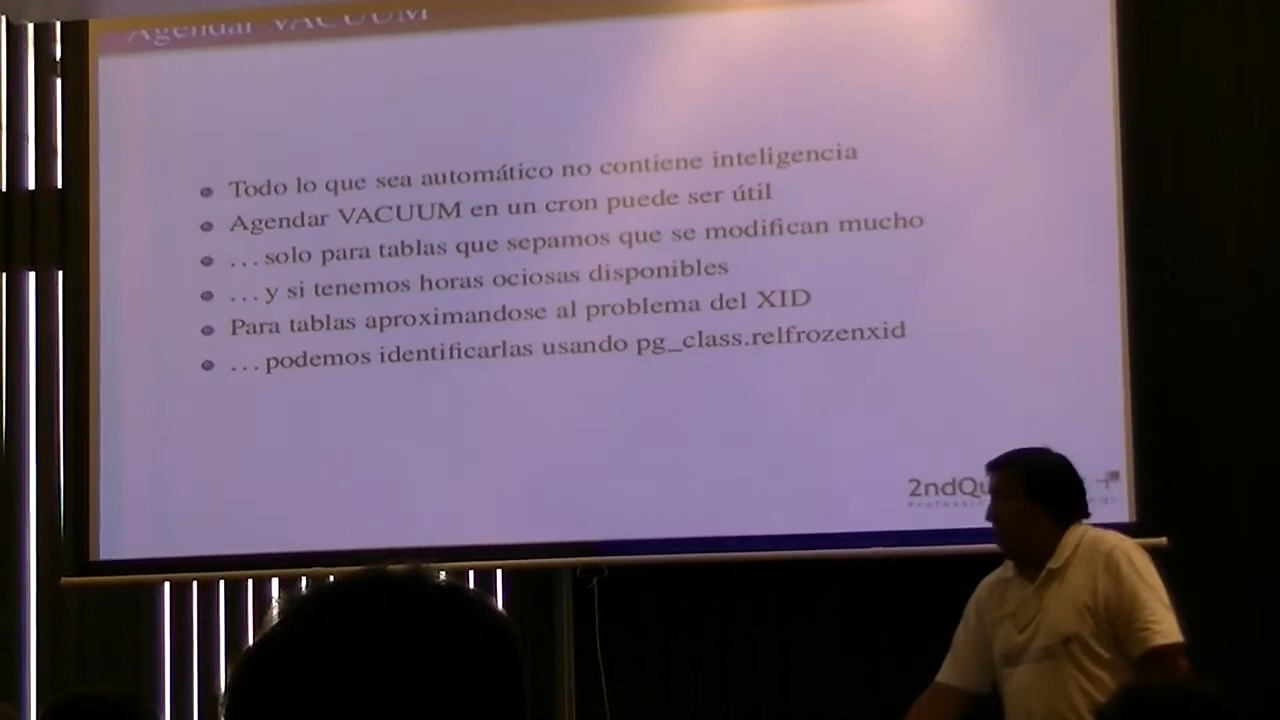 Agendar VACUUM
Todo lo que sea automático no contiene inteligencia
Agendar VACUUM en un cron puede ser útil
...solo para tablas que sepamos que se modifican mucho
...y si tenemos horas ociosas disponibles
Para tablas aproximandose al problema del XID
...podemos identificarlas usando pg_class.relfrozenxid